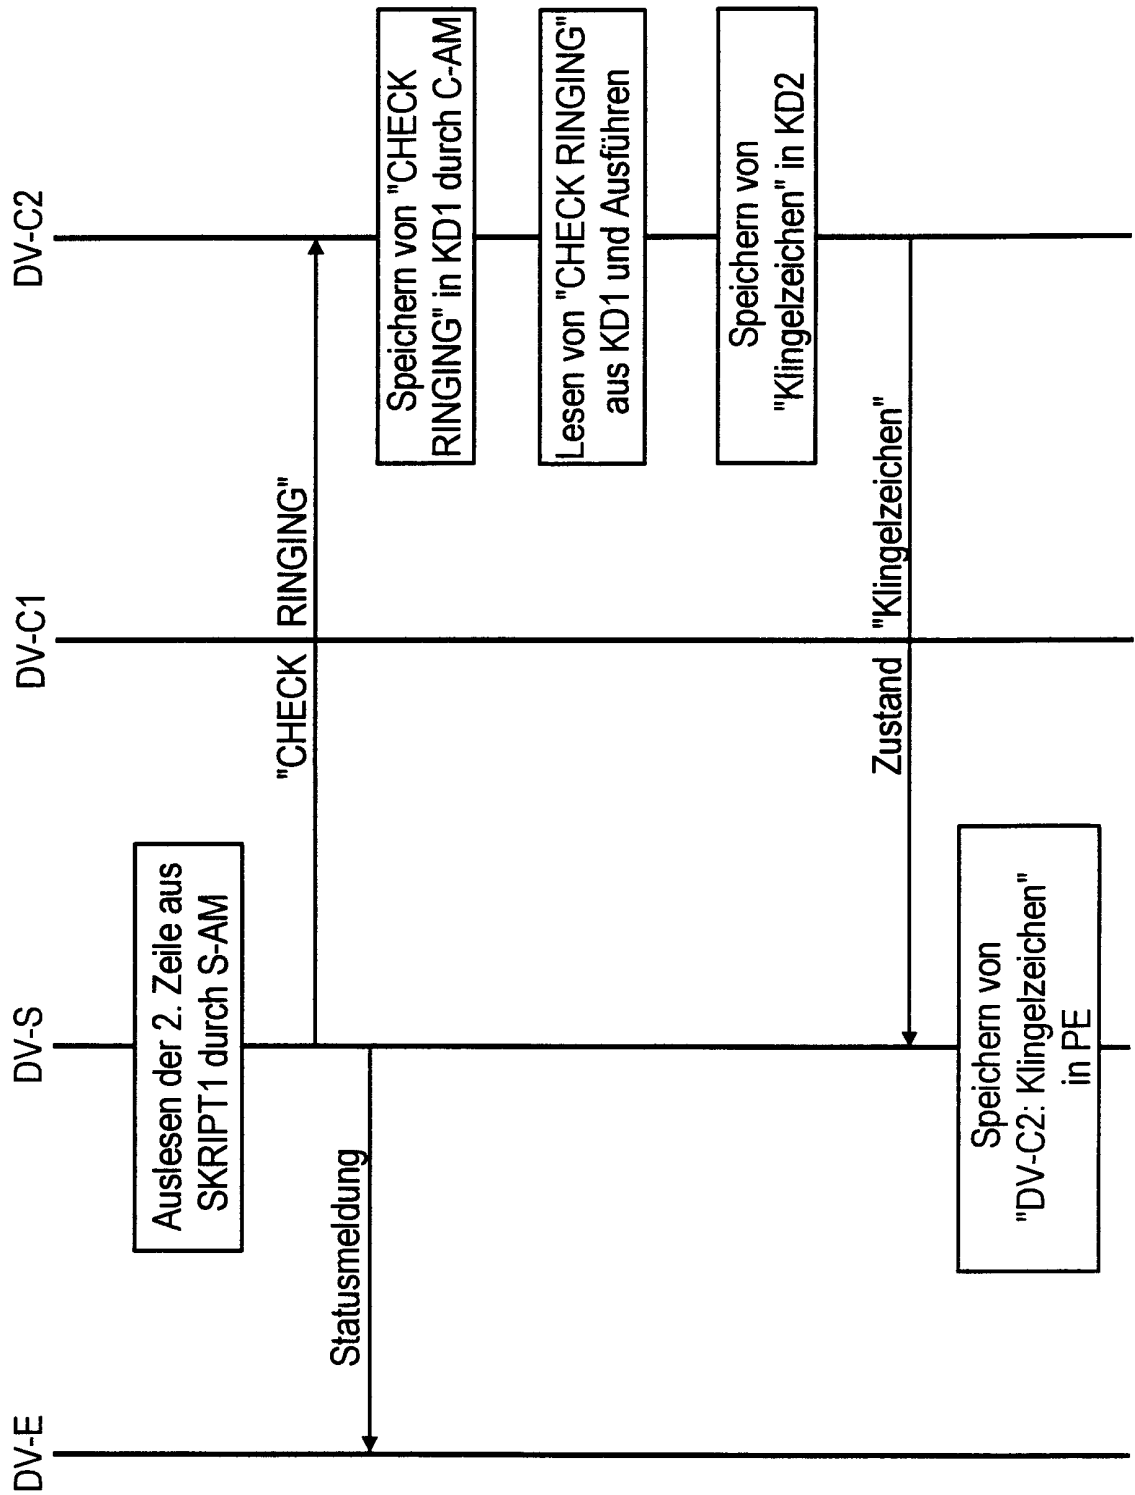 DV-E
DV-S
DV-C1
DV-C2
Auslesen der 2. Zeile aus
SKRIPT1 durch S-AM
"CHECK RINGING"
Statusmeldung
Speichern von "CHECK
RINGING" in KD1 durch C-AM
Lesen von "CHECK RINGING"
aus KD1 und Ausführen
Speichern von
"Klingelzeichen" in KD2
Zustand "Klingelzeichen"
Speichern von
"DV-C2: Klingelzeichen"
in PE